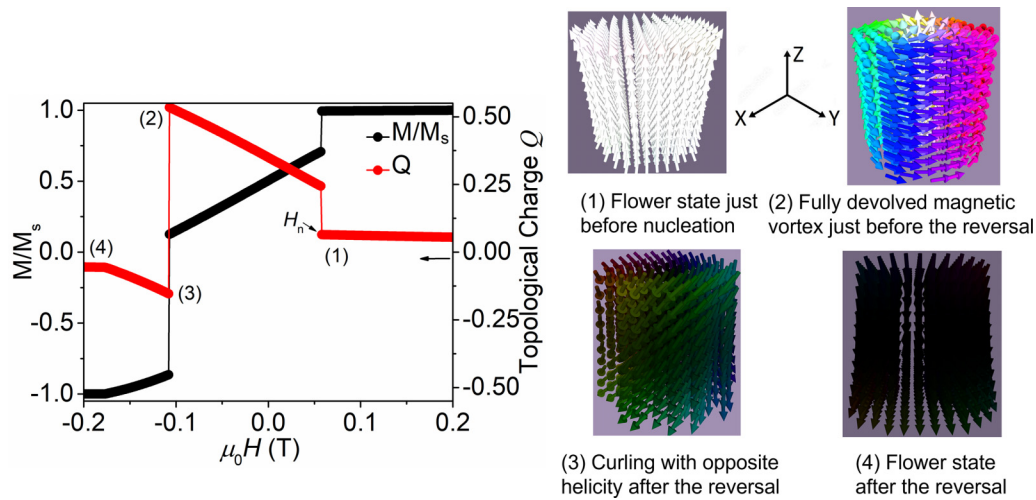 M/Mₛ
1.0
0.5
0.0
-0.5
-1.0
-0.2
-0.1
0.0
0.1
0.2
μ₀H (T)
0.50
0.25
0.00
-0.25
-0.50
Topological Charge Q
M/Mₛ
Q
(2)
Hₙ
(1)
(4)
(3)
Z
X
Y
(1) Flower state just
before nucleation
(2) Fully devolved magnetic
vortex just before the reversal
(3) Curling with opposite
helicity after the reversal
(4) Flower state
after the reversal